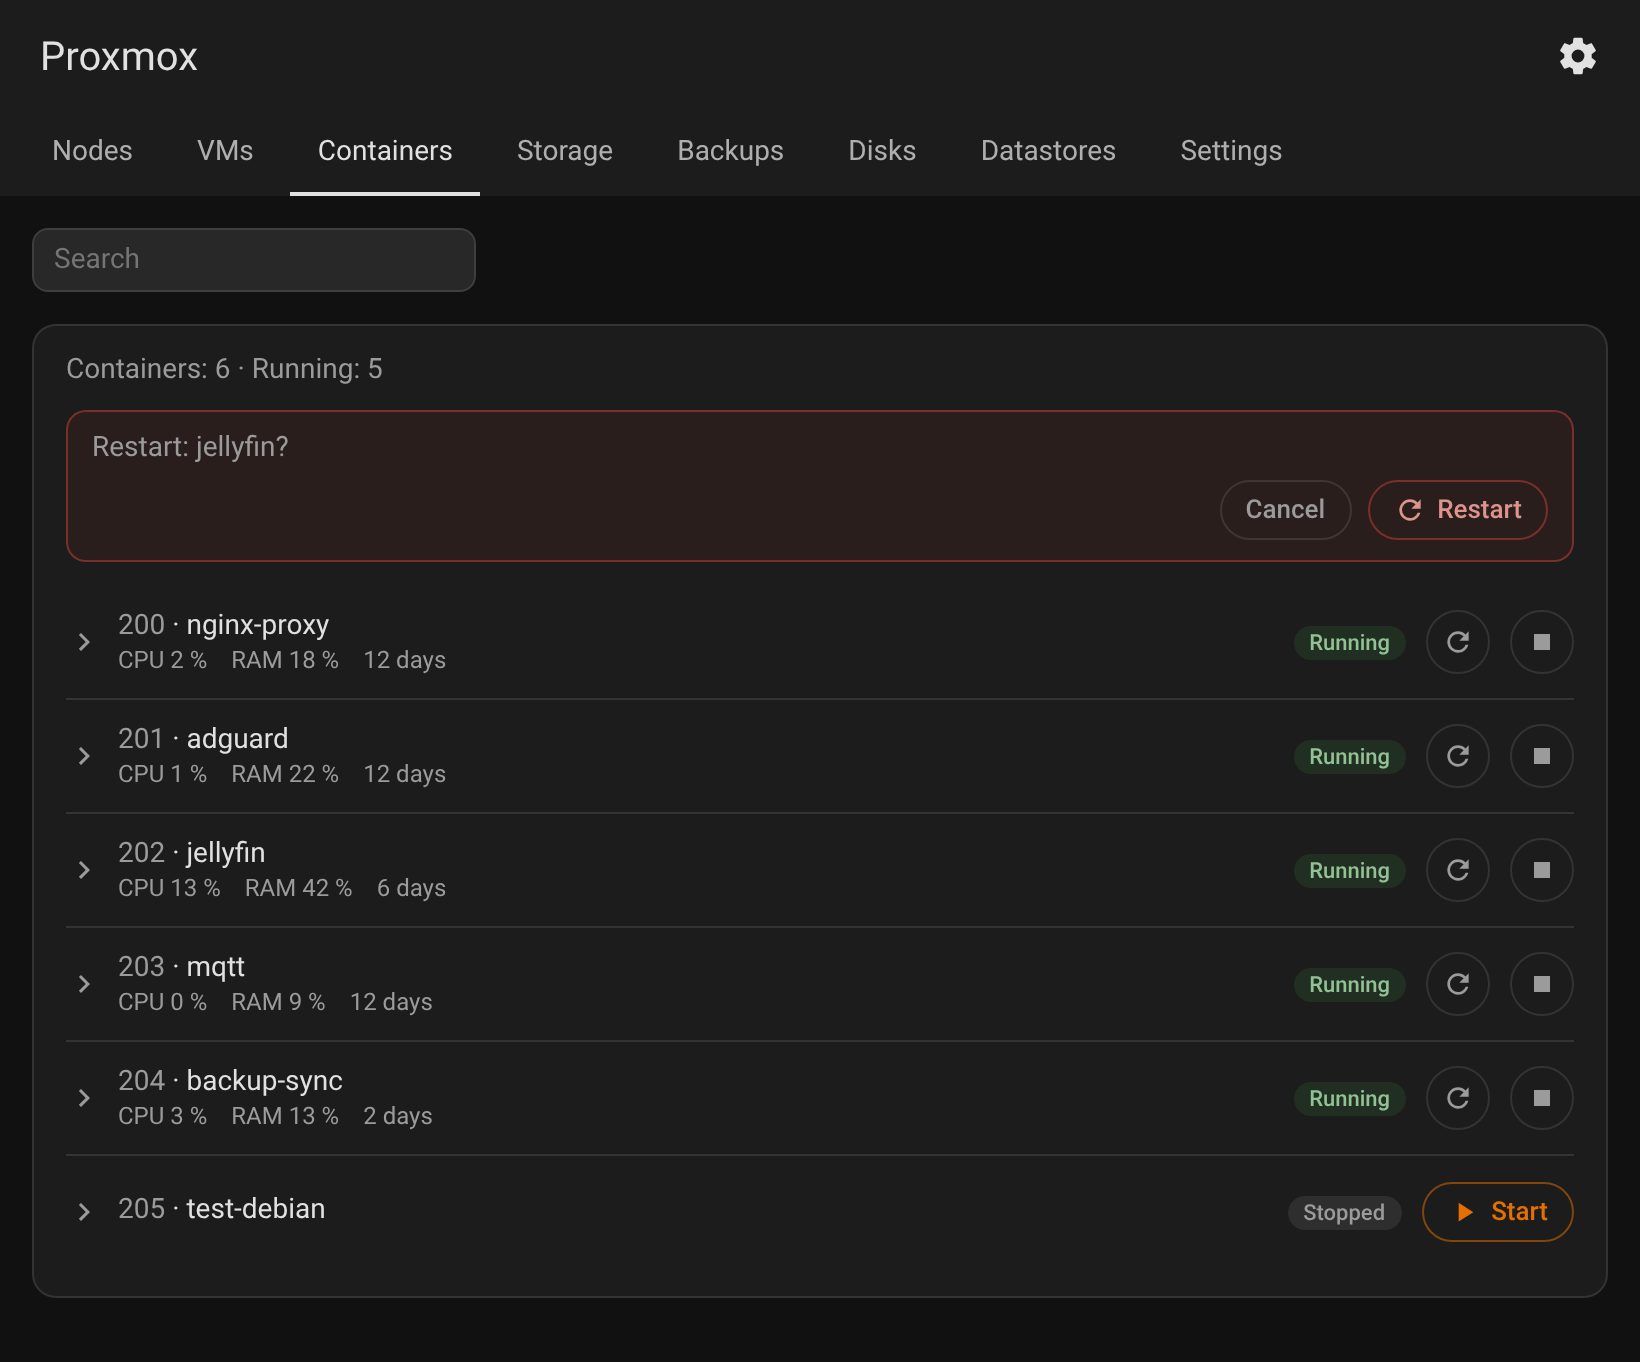 Proxmox
Nodes VMs Containers Storage Backups Disks Datastores Settings
Search
Containers: 6 · Running: 5
Restart: jellyfin?
Cancel Restart
200 · nginx-proxy
CPU 2 % RAM 18 % 12 days
Running
201 · adguard
CPU 1 % RAM 22 % 12 days
Running
202 · jellyfin
CPU 13 % RAM 42 % 6 days
Running
203 · mqtt
CPU 0 % RAM 9 % 12 days
Running
204 · backup-sync
CPU 3 % RAM 13 % 2 days
Running
205 · test-debian
Stopped Start